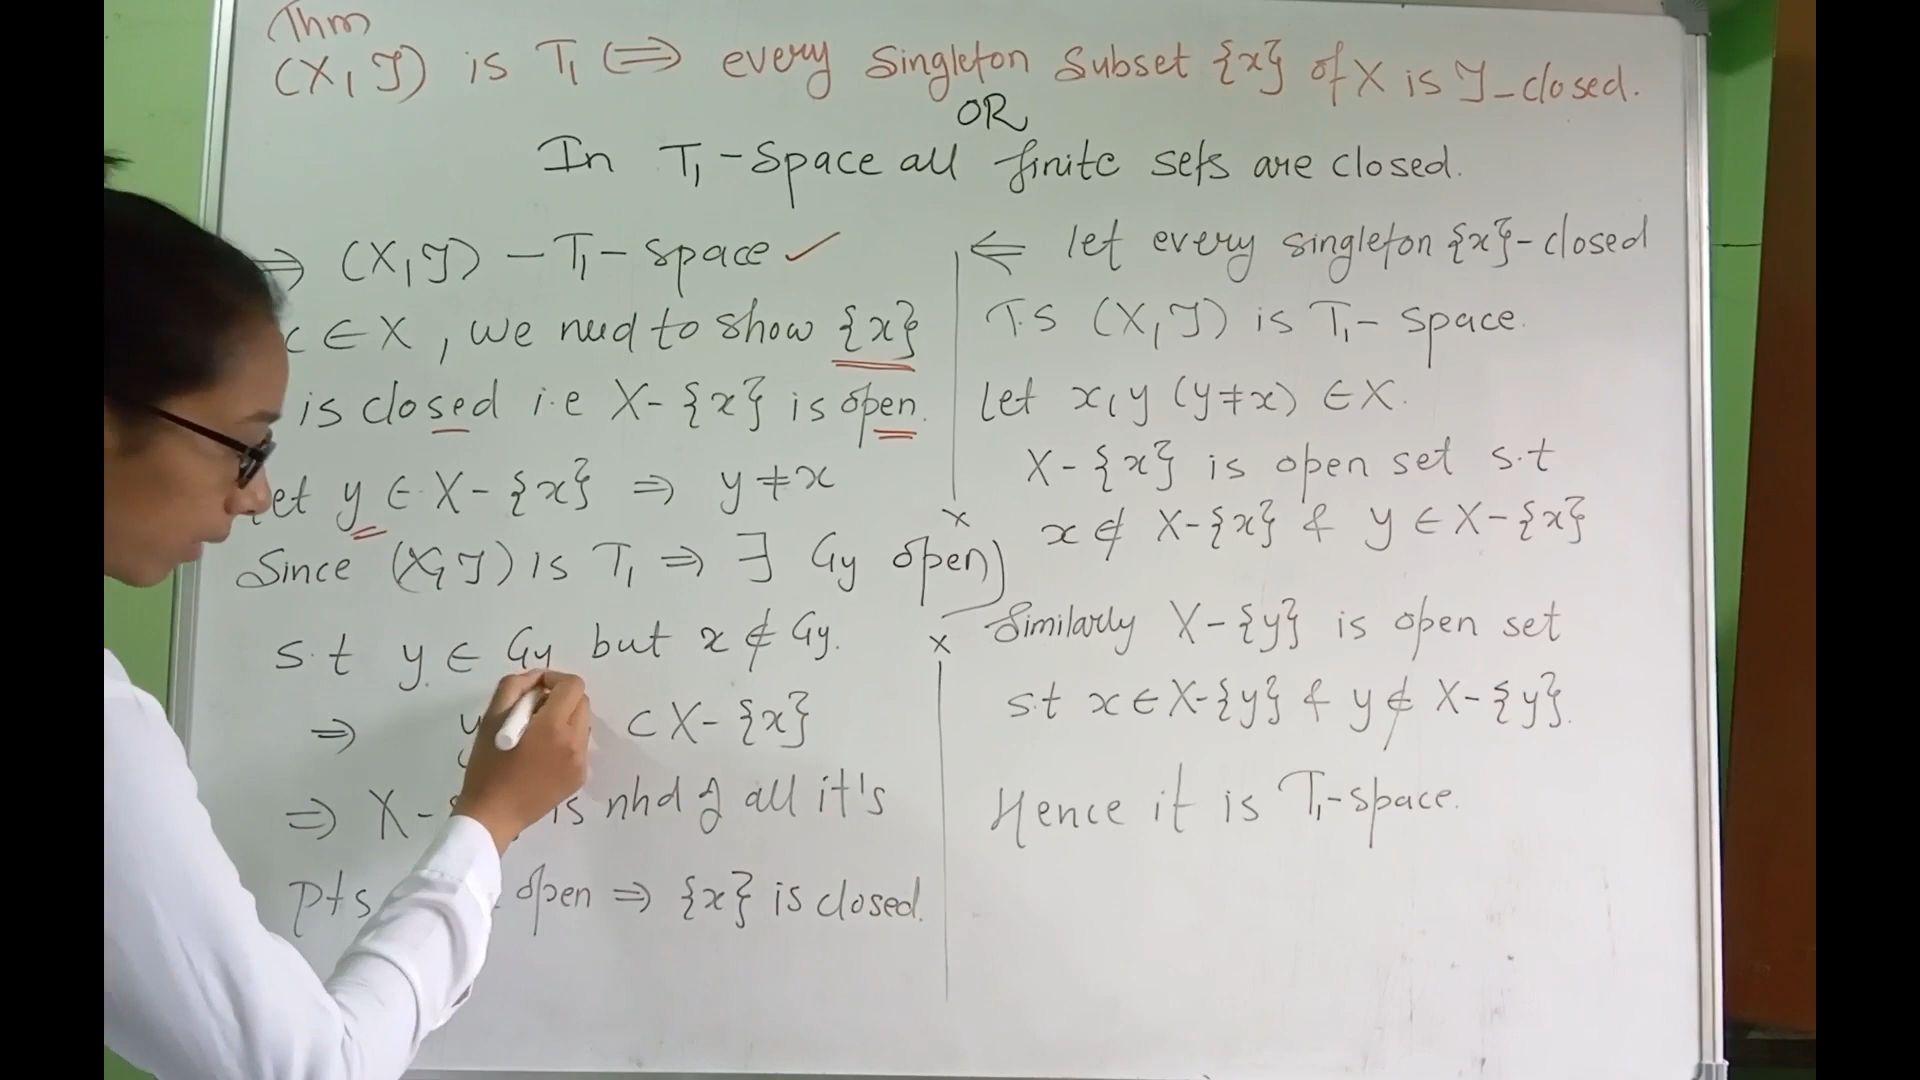 Thm
(X, J) is T₁ ⟺ every Singleton Subset {x} of X is J-closed.
OR
In T₁-Space all finite sets are closed.
⇒ (X, J) - T₁ - space ✓
∈ X, we need to show {x}
is closed i.e X-{x} is open.
let y ∈ X-{x} ⇒ y≠x
Since (X, J) is T₁ ⇒ ∃ Gy open
s.t y ∈ Gy but x ∉ Gy.
⇒ y ⊂ X-{x}
⇒ X- is nhd of all it's
pts open ⇒ {x} is closed.
⇐ let every singleton {x}-closed
T.S (X, J) is T₁- space.
Let x, y (y≠x) ∈ X.
X-{x} is open set s.t
x ∉ X-{x} & y ∈ X-{x}
Similarly X-{y} is open set
s.t x ∈ X-{y} & y ∉ X-{y}.
Hence it is T₁-space.